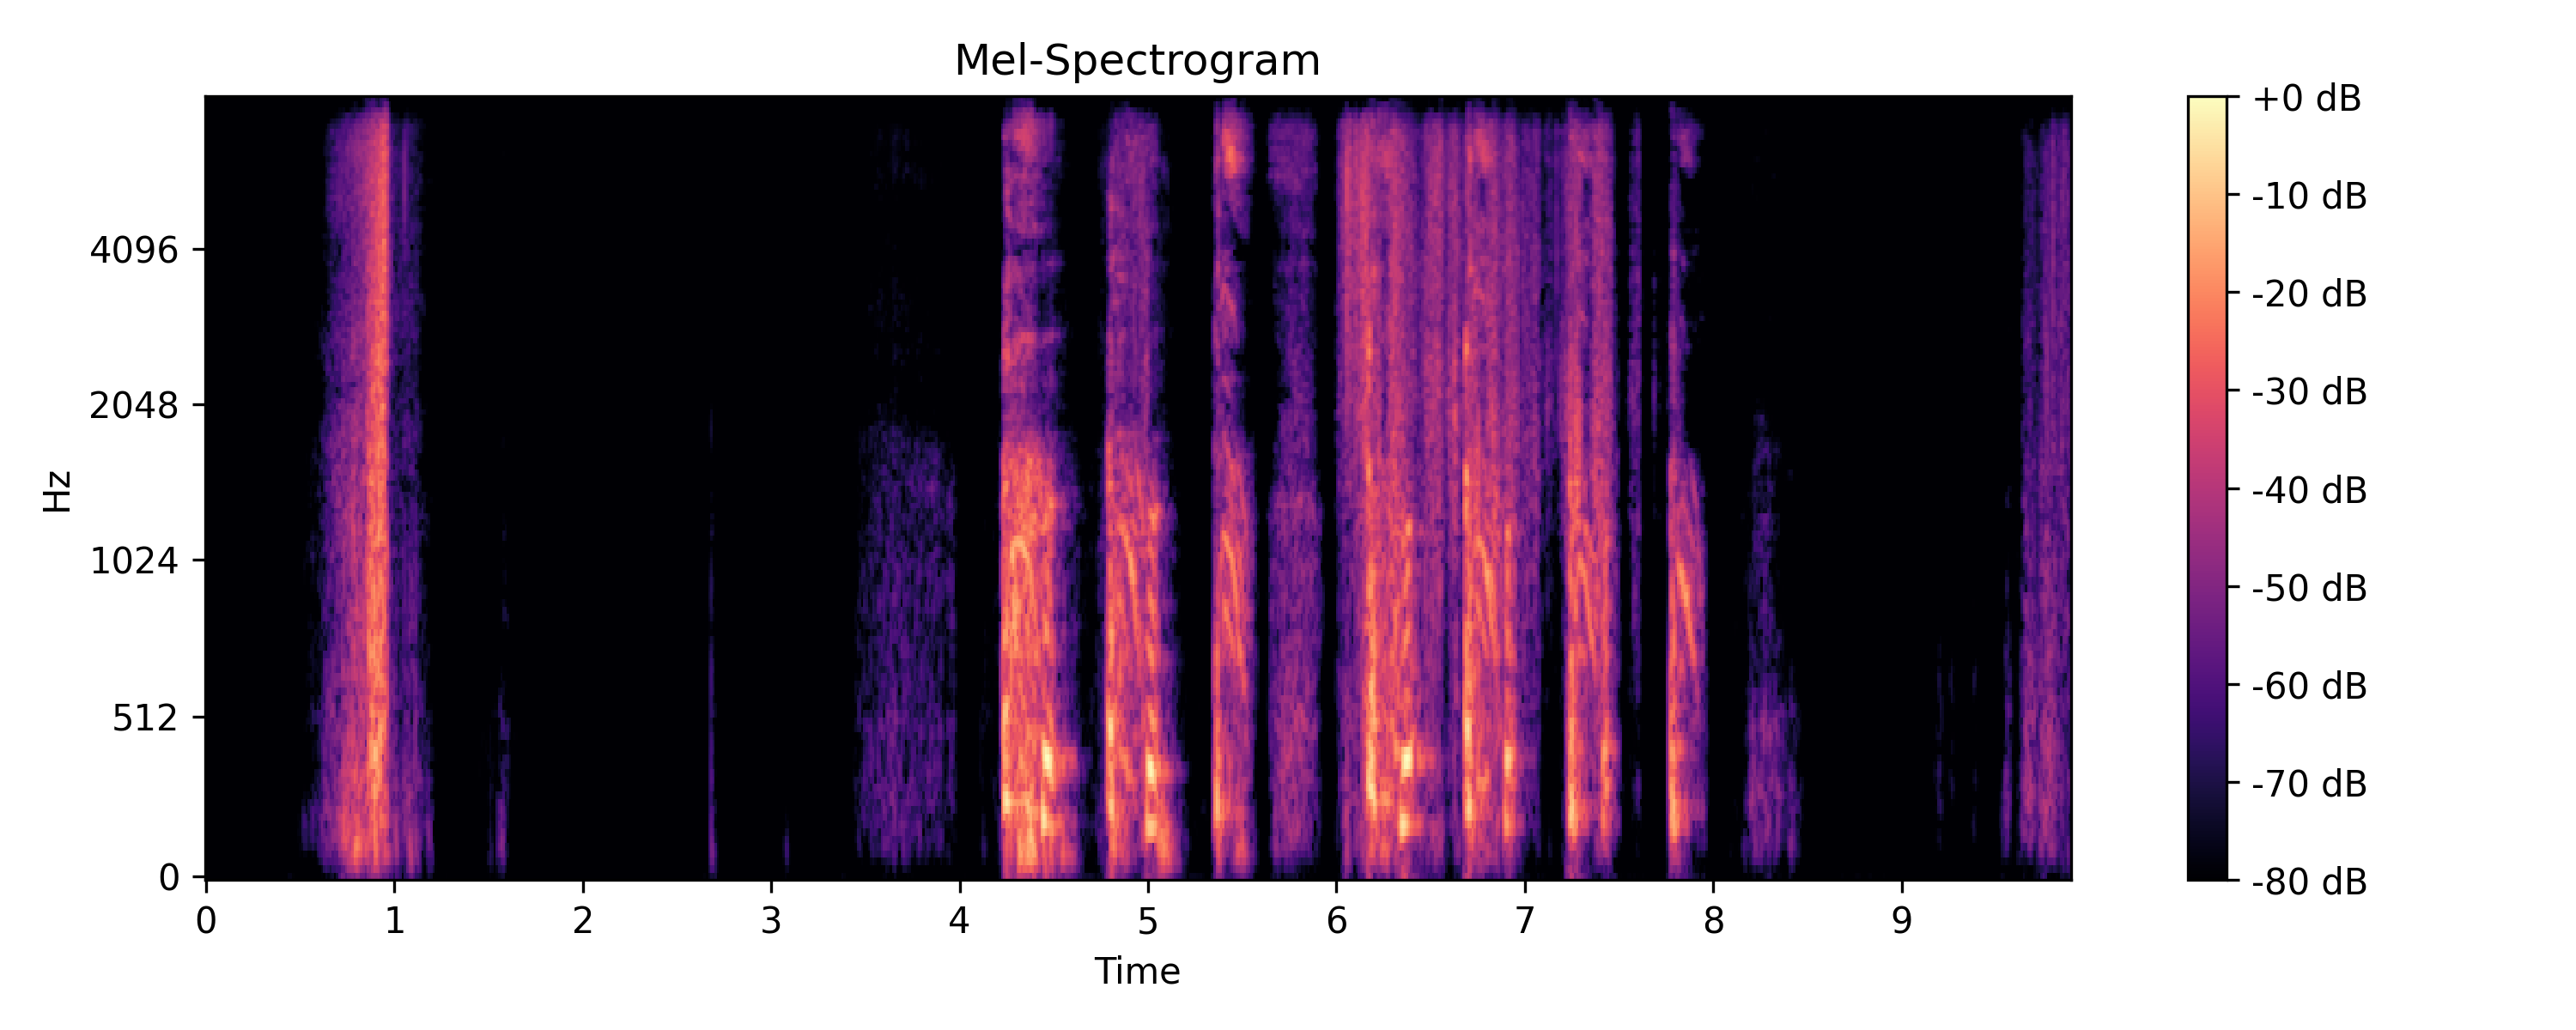 Mel-Spectrogram
+0 dB
-10 dB
-20 dB
-30 dB
-40 dB
-50 dB
-60 dB
-70 dB
-80 dB
Hz
4096
2048
1024
512
0
0 1 2 3 4 5 6 7 8 9
Time